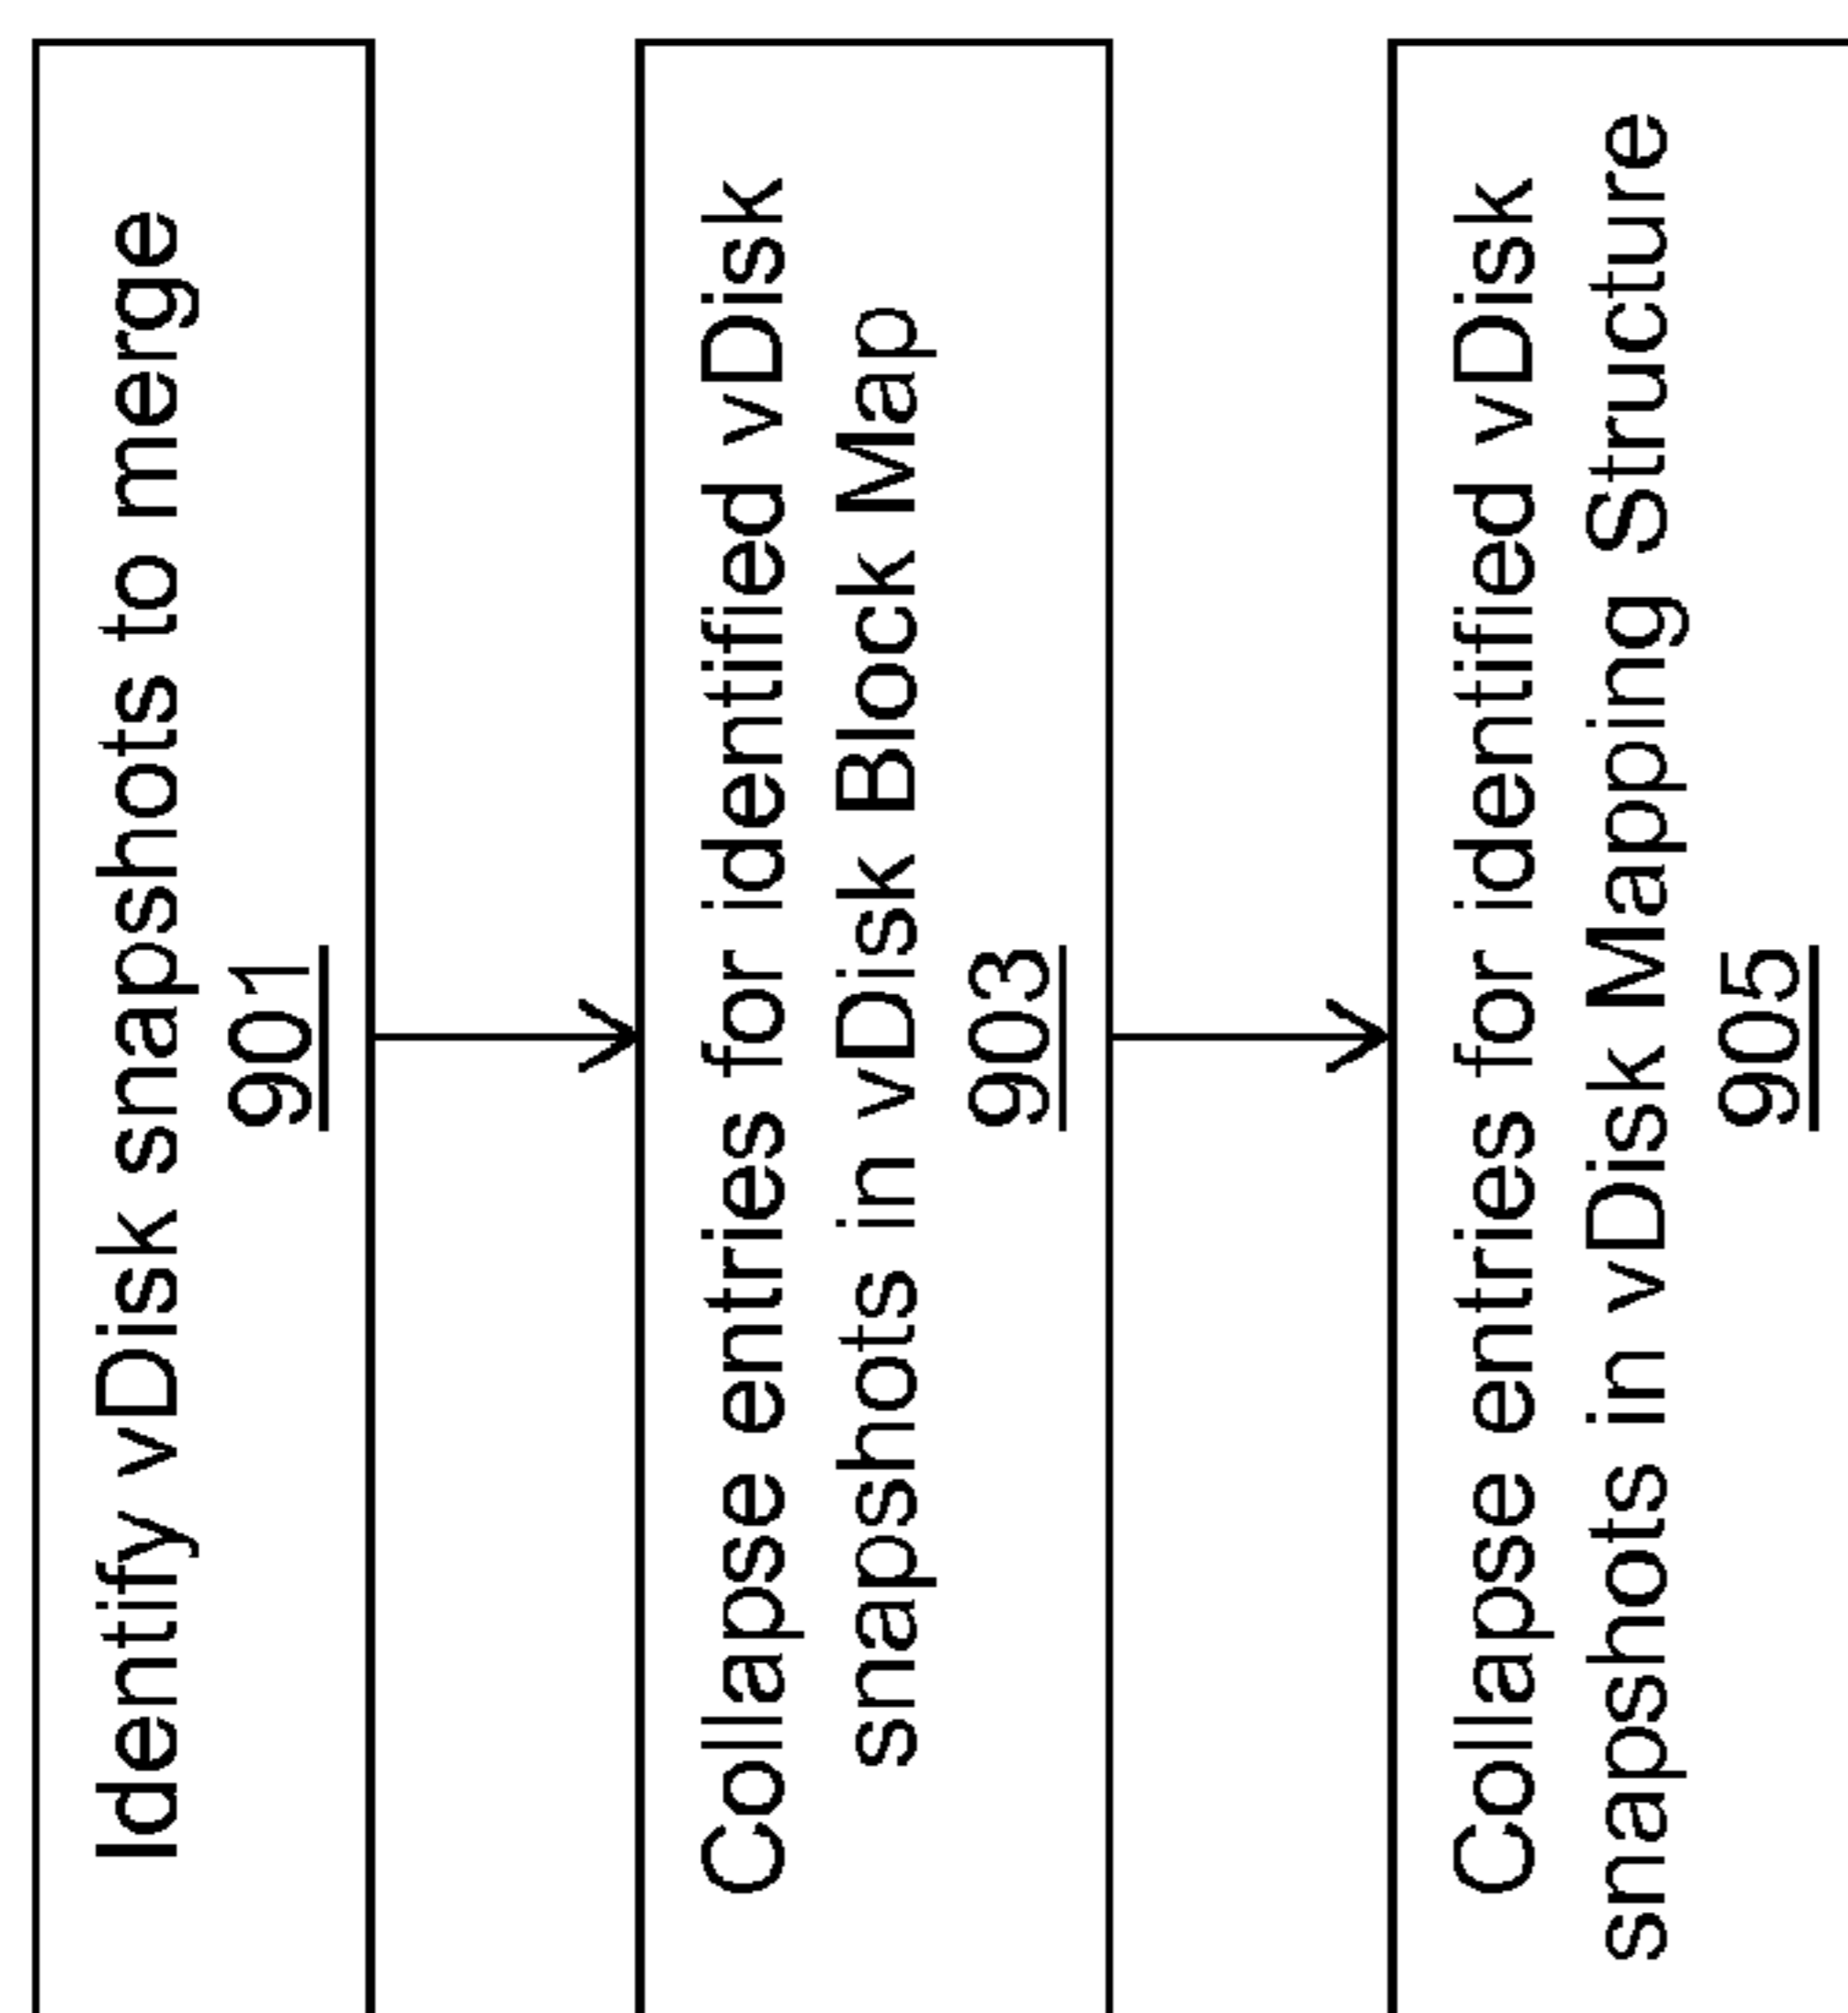 Identify vDisk snapshots to merge
901
Collapse entries for identified vDisk
snapshots in vDisk Block Map
903
Collapse entries for identified vDisk
snapshots in vDisk Mapping Structure
905